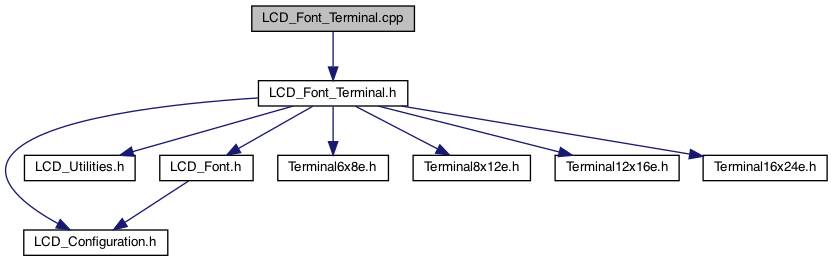 LCD_Font_Terminal.cpp
LCD_Font_Terminal.h
LCD_Utilities.h
LCD_Font.h
Terminal6x8e.h
Terminal8x12e.h
Terminal12x16e.h
Terminal16x24e.h
LCD_Configuration.h